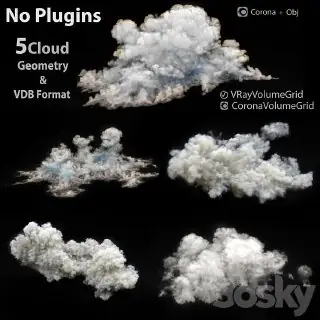 No Plugins
Corona + Obj
5Cloud
Geometry
&
VDB Format
VRayVolumeGrid
CoronaVolumeGrid
3DSKY